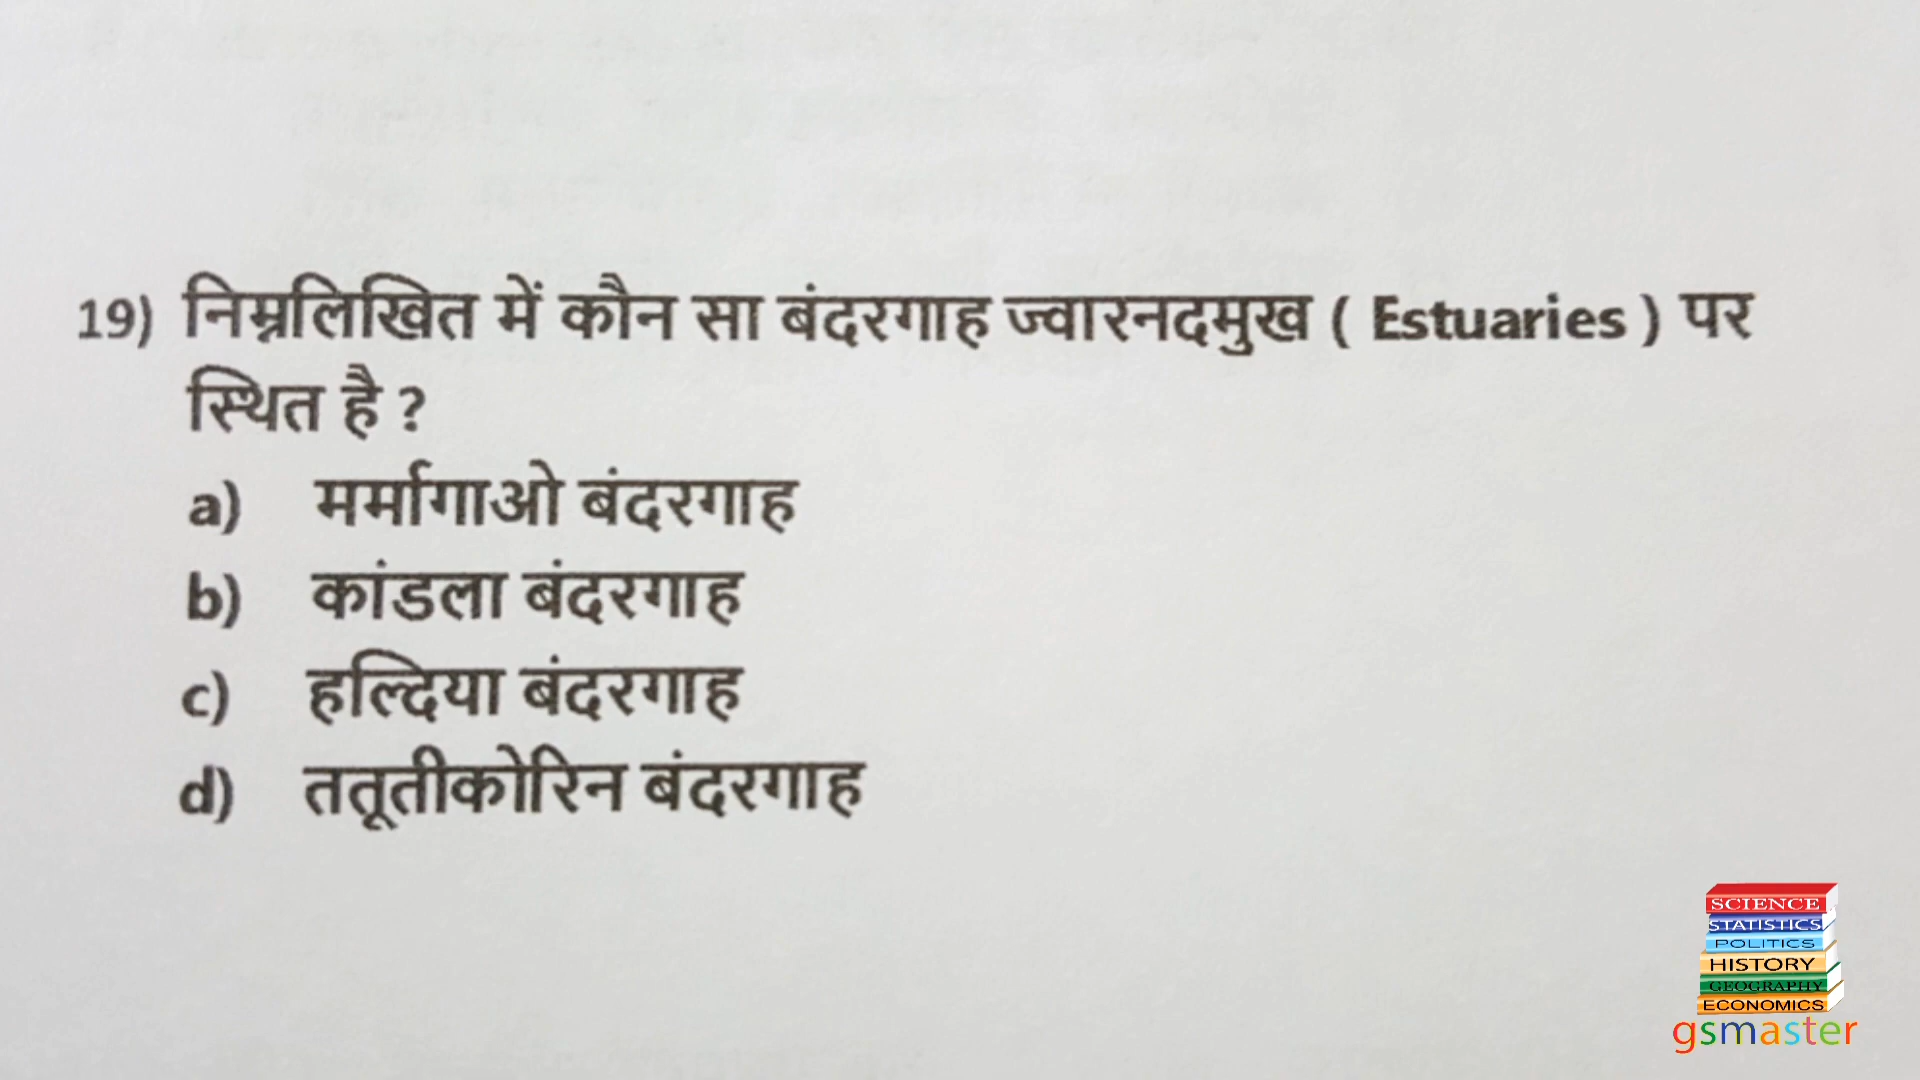 19) निम्नलिखित में कौन सा बंदरगाह ज्वारनदमुख ( Estuaries ) पर
स्थित है ?
a) मर्मागाओ बंदरगाह
b) कांडला बंदरगाह
c) हल्दिया बंदरगाह
d) ततूतीकोरिन बंदरगाह
SCIENCE
STATISTICS
POLITICS
HISTORY
GEOGRAPHY
ECONOMICS
gsmaster